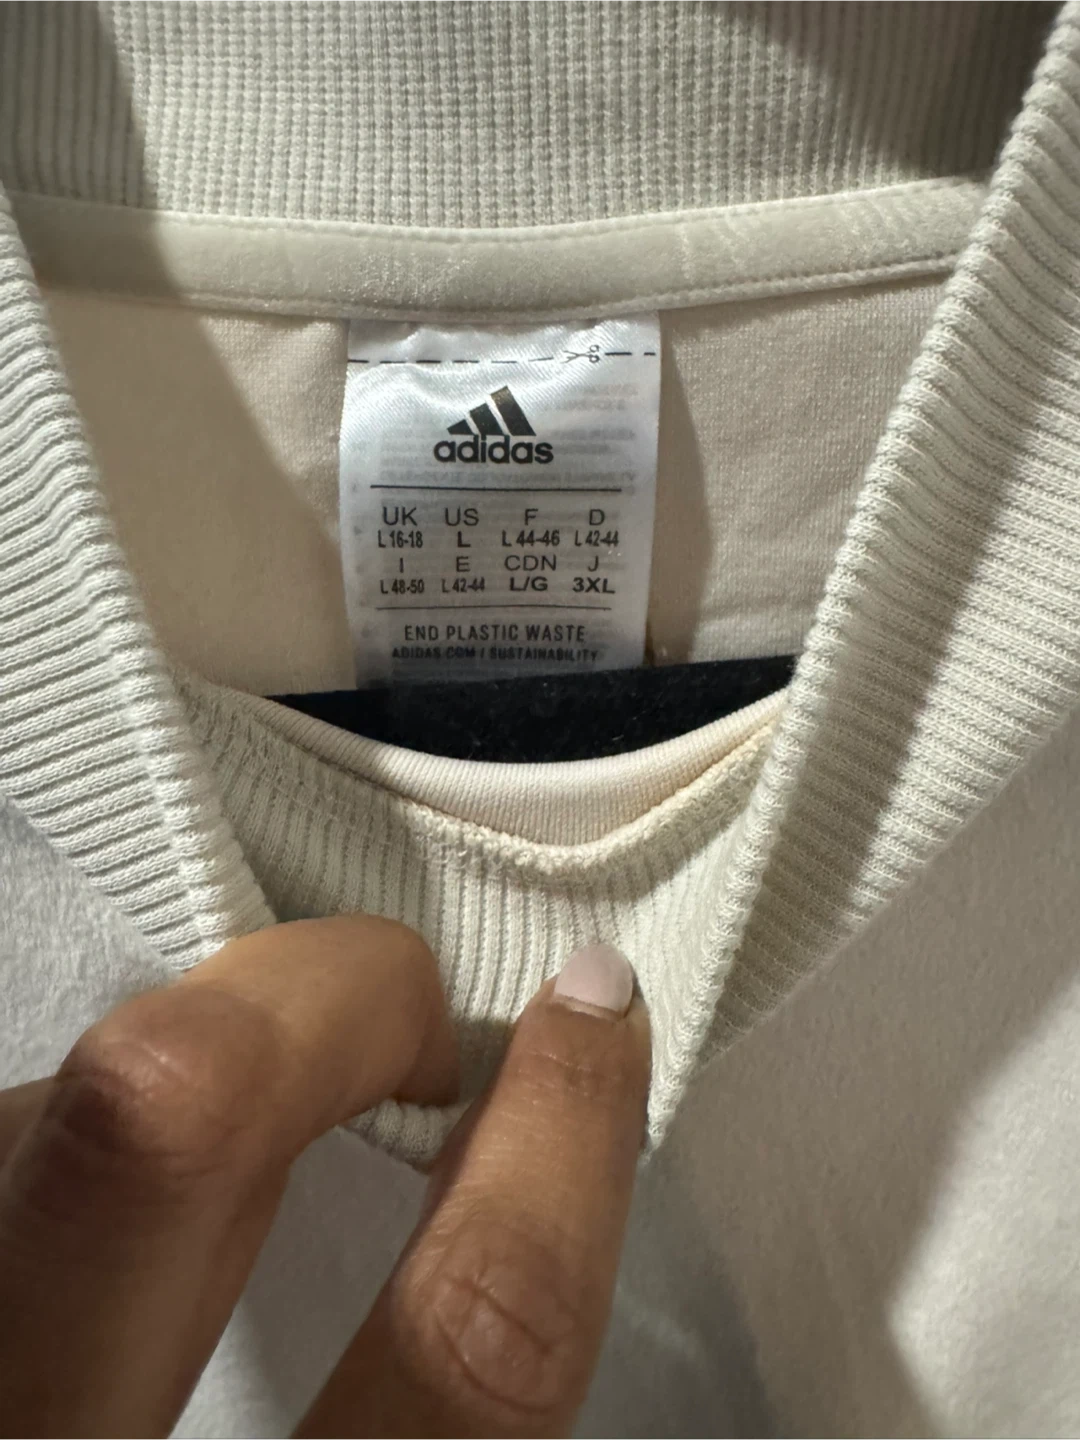 adidas
UK US F D
L 16-18 L L 44-46 L 42-44
I E CDN J
L 48-50 L 42-44 L/G 3XL
END PLASTIC WASTE
ADIDAS.COM / SUSTAINABILITY